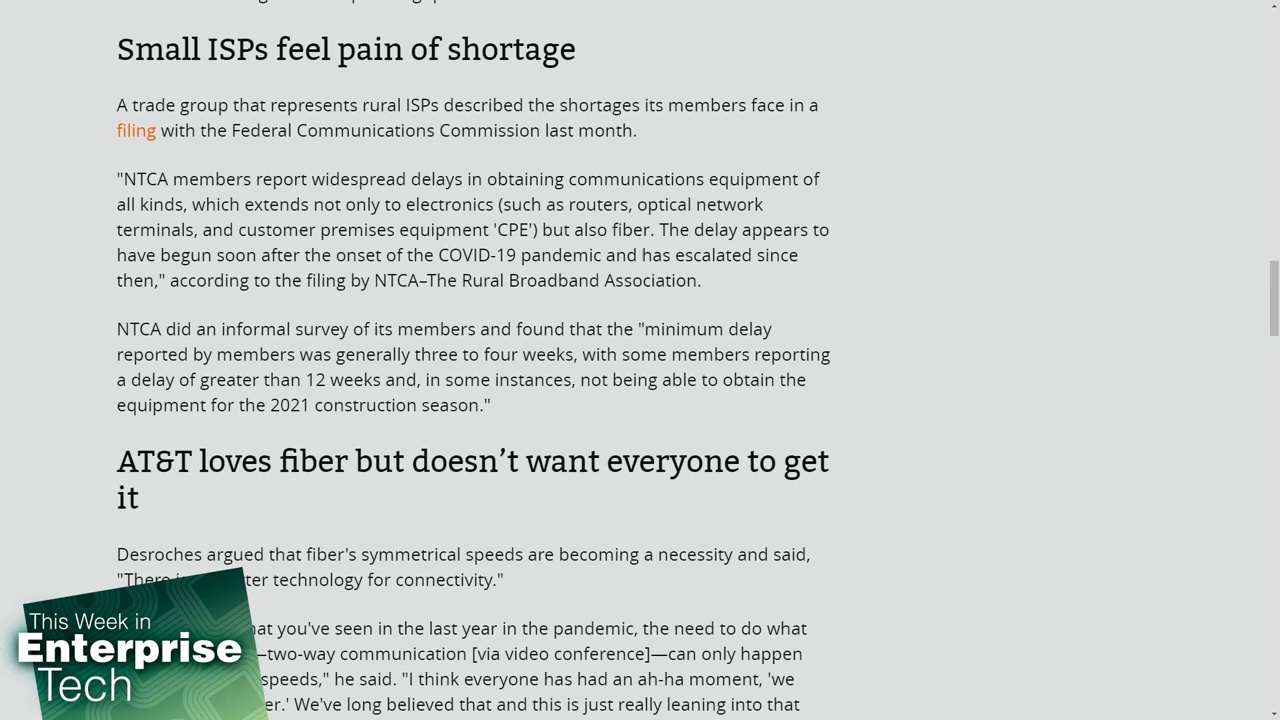 Small ISPs feel pain of shortage
A trade group that represents rural ISPs described the shortages its members face in a
filing with the Federal Communications Commission last month.
"NTCA members report widespread delays in obtaining communications equipment of
all kinds, which extends not only to electronics (such as routers, optical network
terminals, and customer premises equipment 'CPE') but also fiber. The delay appears to
have begun soon after the onset of the COVID-19 pandemic and has escalated since
then," according to the filing by NTCA–The Rural Broadband Association.
NTCA did an informal survey of its members and found that the "minimum delay
reported by members was generally three to four weeks, with some members reporting
a delay of greater than 12 weeks and, in some instances, not being able to obtain the
equipment for the 2021 construction season."
AT&T loves fiber but doesn’t want everyone to get
it
Desroches argued that fiber's symmetrical speeds are becoming a necessity and said,
"There technology for connectivity."
you've seen in the last year in the pandemic, the need to do what
—two-way communication [via video conference]—can only happen
speeds," he said. "I think everyone has had an ah-ha moment, 'we
We've long believed that and this is just really leaning into that
This Week in
Enterprise
Tech